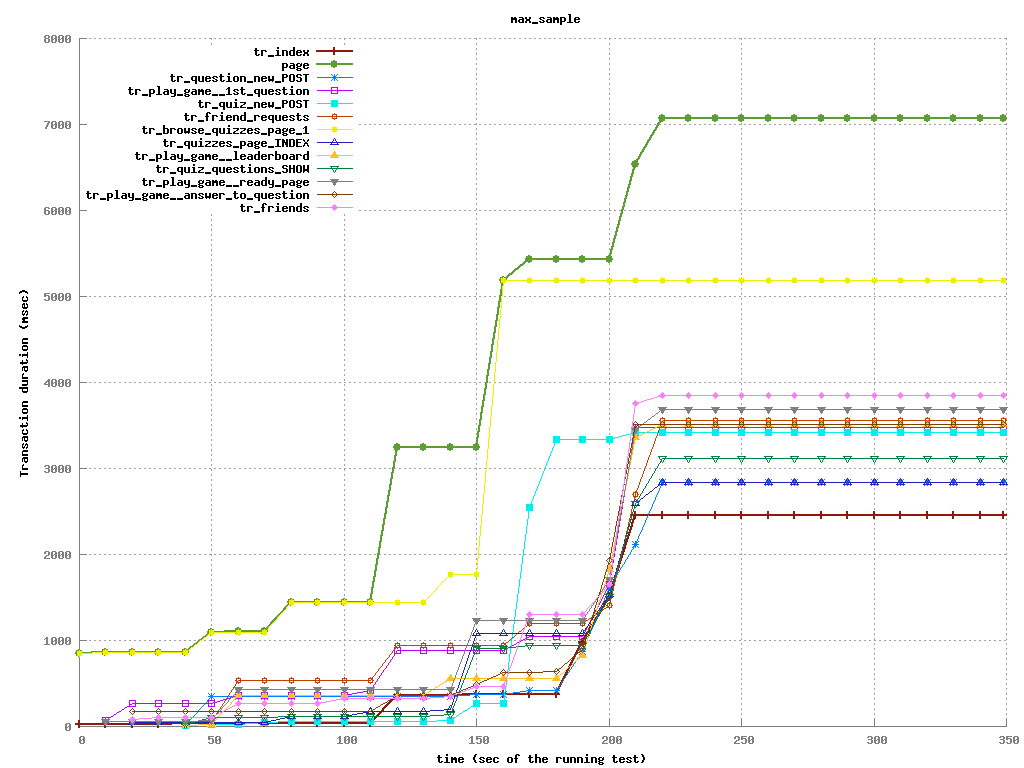 max_sample
Transaction duration (msec)
8000
7000
6000
5000
4000
3000
2000
1000
0
tr_index
page
tr_question_new_POST
tr_play_game__1st_question
tr_quiz_new_POST
tr_friend_requests
tr_browse_quizzes_page_1
tr_quizzes_page_INDEX
tr_play_game__leaderboard
tr_quiz_questions_SHOW
tr_play_game__ready_page
tr_play_game__answer_to_question
tr_friends
0 50 100 150 200 250 300 350
time (sec of the running test)